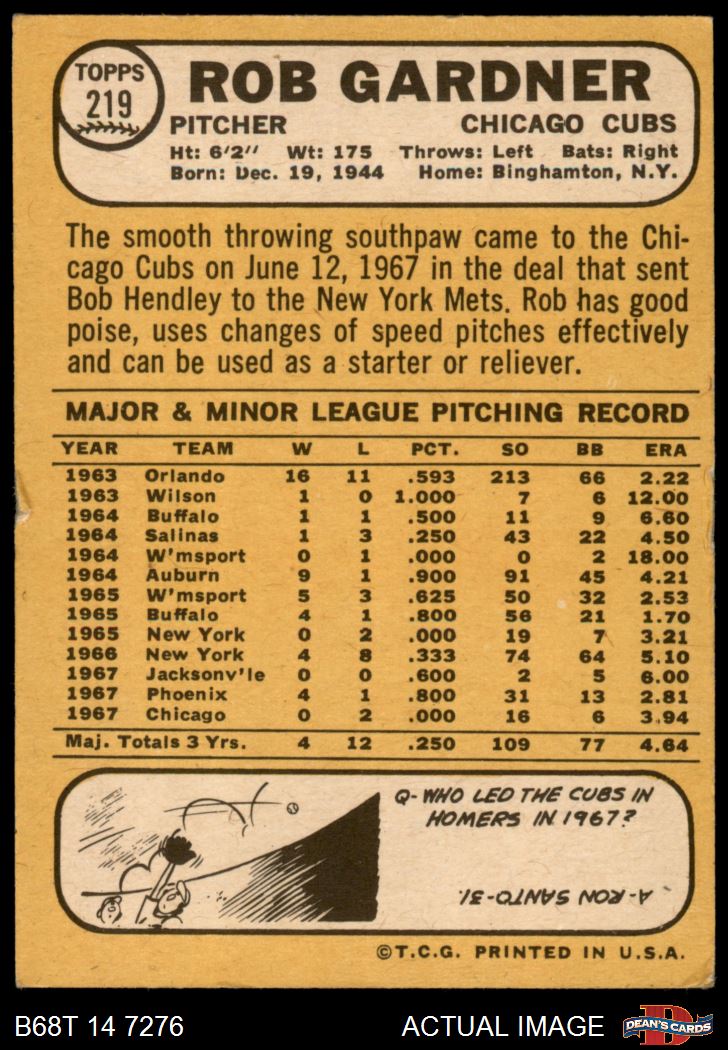 TOPPS
219
ROB GARDNER
PITCHER CHICAGO CUBS
Ht: 6'2" Wt: 175 Throws: Left Bats: Right
Born: Dec. 19, 1944 Home: Binghamton, N.Y.
The smooth throwing southpaw came to the Chi-
cago Cubs on June 12, 1967 in the deal that sent
Bob Hendley to the New York Mets. Rob has good
poise, uses changes of speed pitches effectively
and can be used as a starter or reliever.
MAJOR & MINOR LEAGUE PITCHING RECORD
YEAR TEAM W L PCT. SO BB ERA
1963 Orlando 16 11 .593 213 66 2.22
1963 Wilson 1 0 1.000 7 6 12.00
1964 Buffalo 1 1 .500 11 9 6.60
1964 Salinas 1 3 .250 43 22 4.50
1964 W'msport 0 1 .000 0 2 18.00
1964 Auburn 9 1 .900 91 45 4.21
1965 W'msport 5 3 .625 50 32 2.53
1965 Buffalo 4 1 .800 56 21 1.70
1965 New York 0 2 .000 19 7 3.21
1966 New York 4 8 .333 74 64 5.10
1967 Jacksonv'le 0 0 .600 2 5 6.00
1967 Phoenix 4 1 .800 31 13 2.81
1967 Chicago 0 2 .000 16 6 3.94
Maj. Totals 3 Yrs. 4 12 .250 109 77 4.64
Q-WHO LED THE CUBS IN
HOMERS IN 1967?
A-RON SANTO-31.
©T.C.G. PRINTED IN U.S.A.
B68T 14 7276 ACTUAL IMAGE
D
DEAN'S CARDS